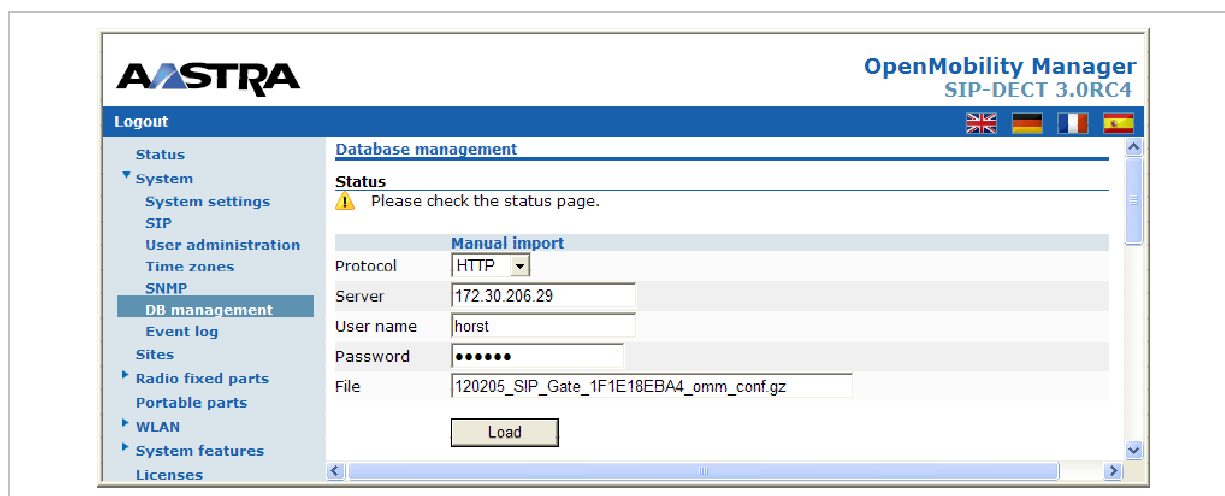 AASTRA
OpenMobility Manager
SIP-DECT 3.0RC4
Logout
Status
System
System settings
SIP
User administration
Time zones
SNMP
DB management
Event log
Sites
Radio fixed parts
Portable parts
WLAN
System features
Licenses
Database management
Status
Please check the status page.
Manual import
Protocol HTTP
Server 172.30.206.29
User name horst
Password ●●●●●●
File 120205_SIP_Gate_1F1E18EBA4_omm_conf.gz
Load